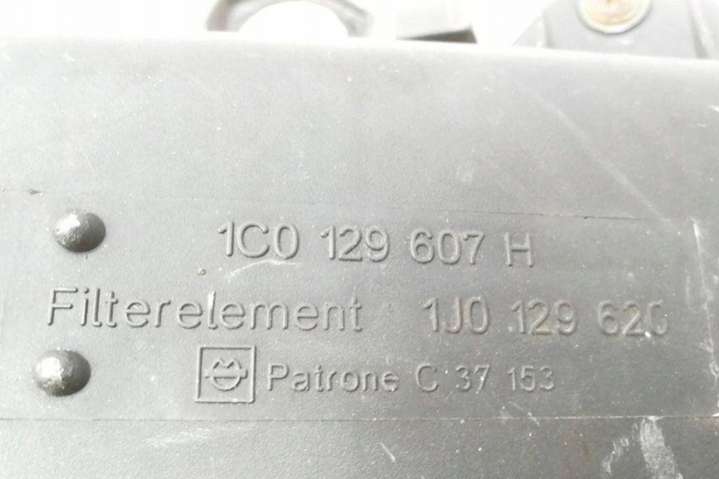 1C0 129 607 H
Filterelement 1J0 129 620
Patrone C 37 153